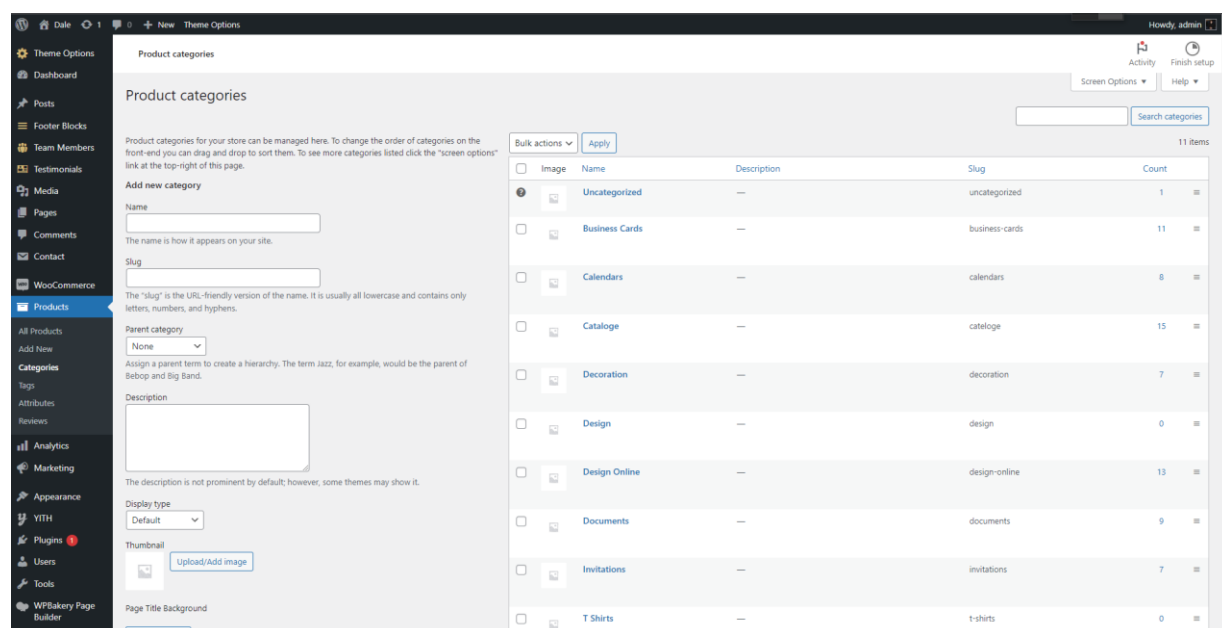 Dale 1 0 + New Theme Options Howdy, admin
Theme Options
Dashboard
Posts
Footer Blocks
Team Members
Testimonials
Media
Pages
Comments
Contact
WooCommerce
Products
All Products
Add New
Categories
Tags
Attributes
Reviews
Analytics
Marketing
Appearance
YITH
Plugins 1
Users
Tools
WPBakery Page
Builder
Product categories
Activity Finish setup
Screen Options Help
Product categories
Search categories
Product categories for your store can be managed here. To change the order of categories on the
front-end you can drag and drop to sort them. To see more categories listed click the "screen options"
link at the top-right of this page.
Add new category
Name
The name is how it appears on your site.
Slug
The "slug" is the URL-friendly version of the name. It is usually all lowercase and contains only
letters, numbers, and hyphens.
Parent category
None
Assign a parent term to create a hierarchy. The term Jazz, for example, would be the parent of
Bebop and Big Band.
Description
The description is not prominent by default; however, some themes may show it.
Display type
Default
Thumbnail
Upload/Add image
Page Title Background
Bulk actions Apply 11 items
Image Name Description Slug Count
Uncategorized — uncategorized 1
Business Cards — business-cards 11
Calendars — calendars 8
Cataloge — cateloge 15
Decoration — decoration 7
Design — design 0
Design Online — design-online 13
Documents — documents 9
Invitations — invitations 7
T Shirts — t-shirts 0